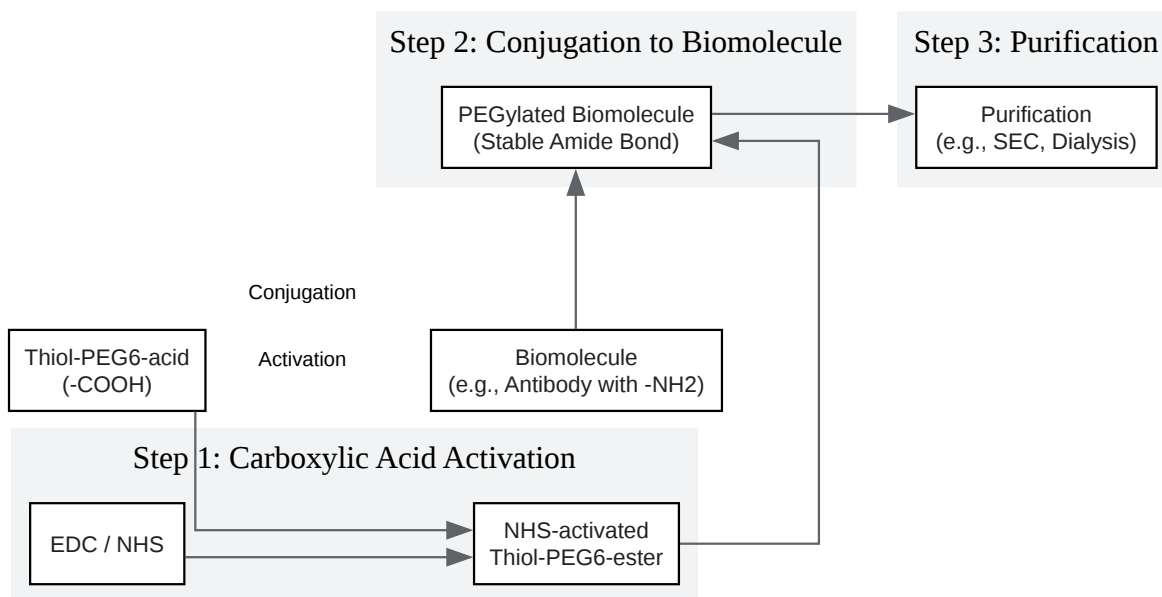 Step 2: Conjugation to Biomolecule
PEGylated Biomolecule
(Stable Amide Bond)
Step 3: Purification
Purification
(e.g., SEC, Dialysis)
Conjugation
Activation
Thiol-PEG6-acid
(-COOH)
Biomolecule
(e.g., Antibody with -NH2)
Step 1: Carboxylic Acid Activation
EDC / NHS
NHS-activated
Thiol-PEG6-ester